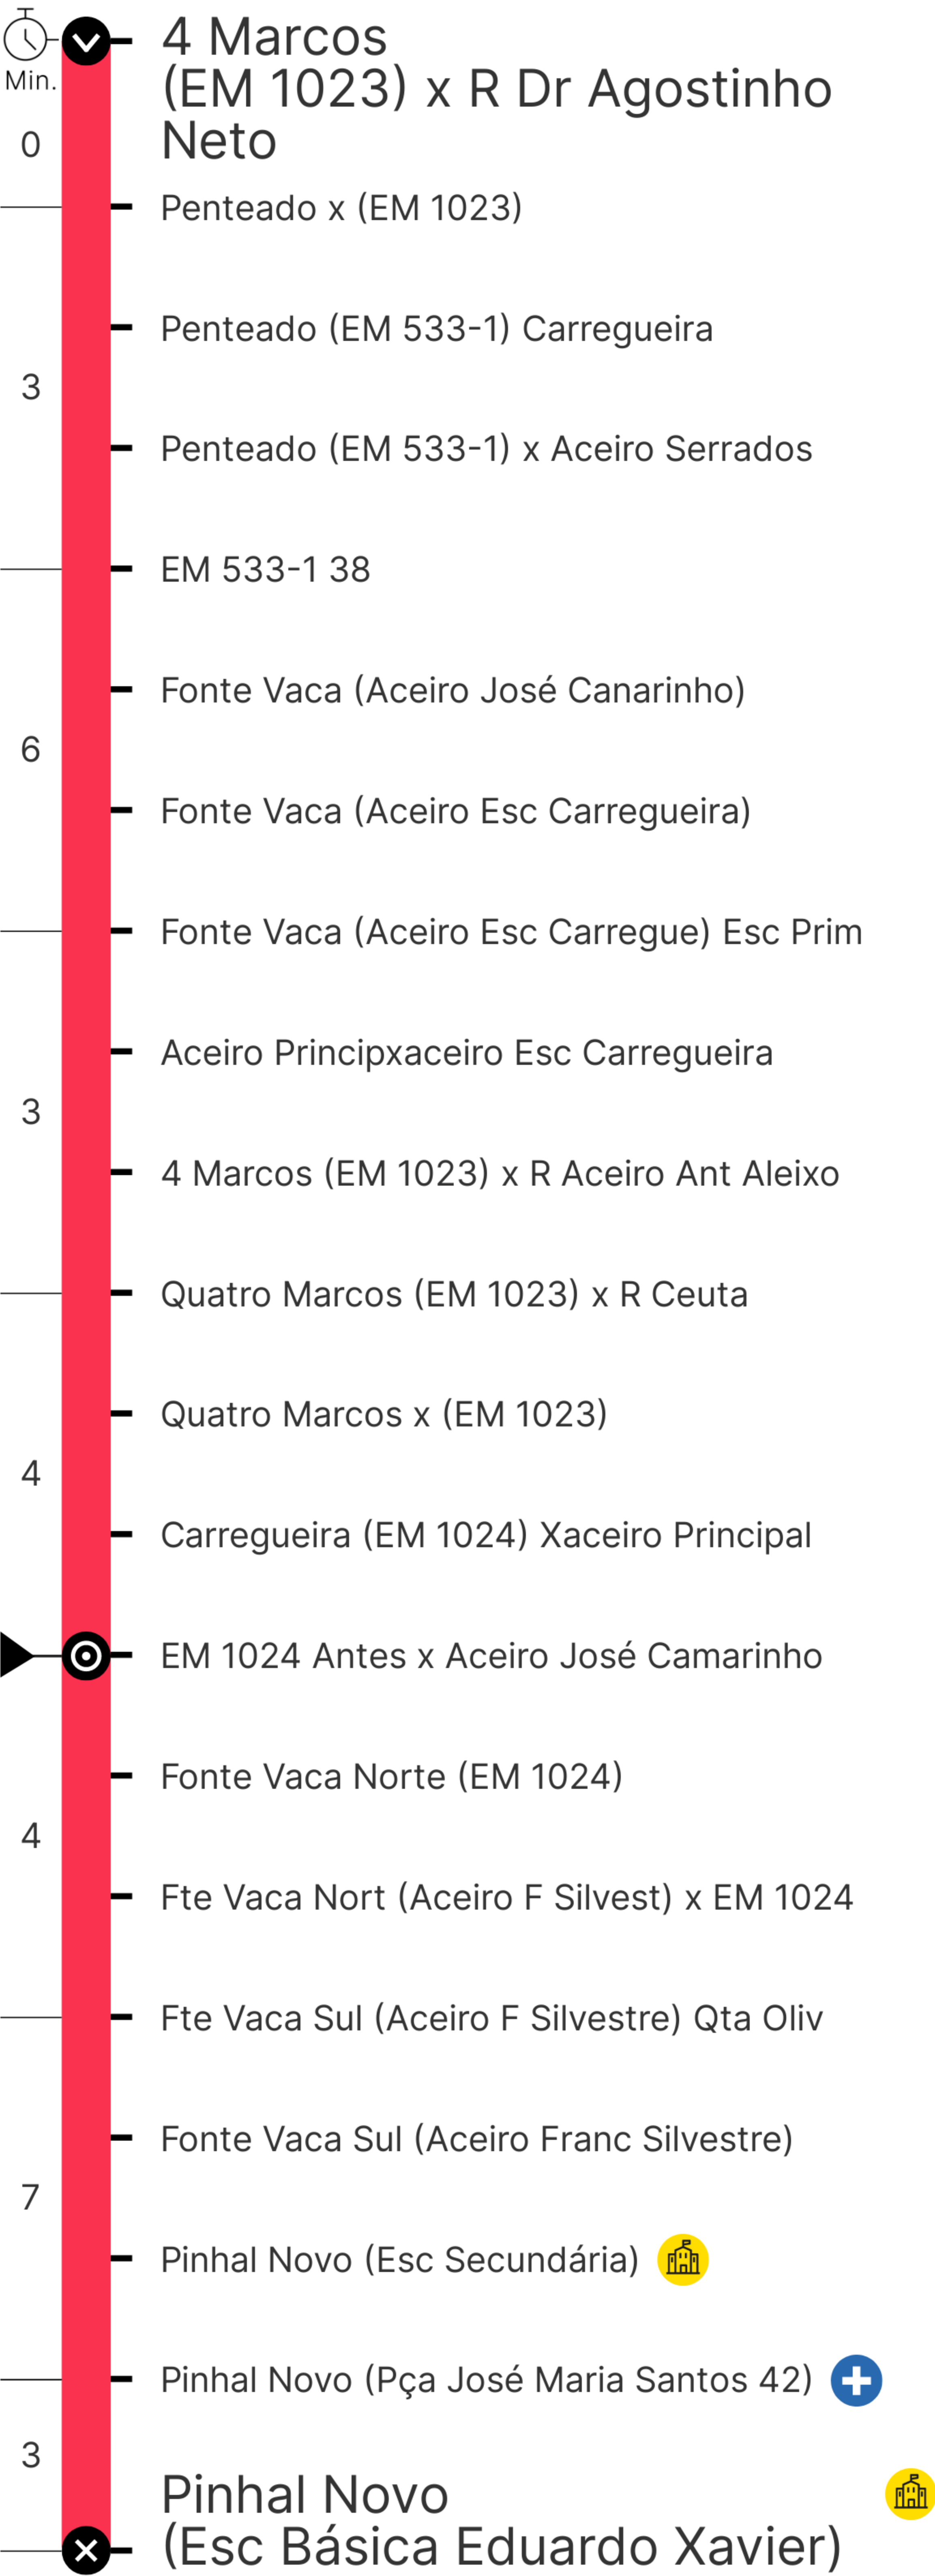 4 Marcos
(EM 1023) x R Dr Agostinho
Neto
Min.
0
Penteado x (EM 1023)
Penteado (EM 533-1) Carregueira
3
Penteado (EM 533-1) x Aceiro Serrados
EM 533-1 38
Fonte Vaca (Aceiro José Canarinho)
6
Fonte Vaca (Aceiro Esc Carregueira)
Fonte Vaca (Aceiro Esc Carregue) Esc Prim
Aceiro Principxaceiro Esc Carregueira
3
4 Marcos (EM 1023) x R Aceiro Ant Aleixo
Quatro Marcos (EM 1023) x R Ceuta
Quatro Marcos x (EM 1023)
4
Carregueira (EM 1024) Xaceiro Principal
EM 1024 Antes x Aceiro José Camarinho
Fonte Vaca Norte (EM 1024)
4
Fte Vaca Nort (Aceiro F Silvest) x EM 1024
Fte Vaca Sul (Aceiro F Silvestre) Qta Oliv
Fonte Vaca Sul (Aceiro Franc Silvestre)
7
Pinhal Novo (Esc Secundária)
Pinhal Novo (Pça José Maria Santos 42)
3
Pinhal Novo
(Esc Básica Eduardo Xavier)